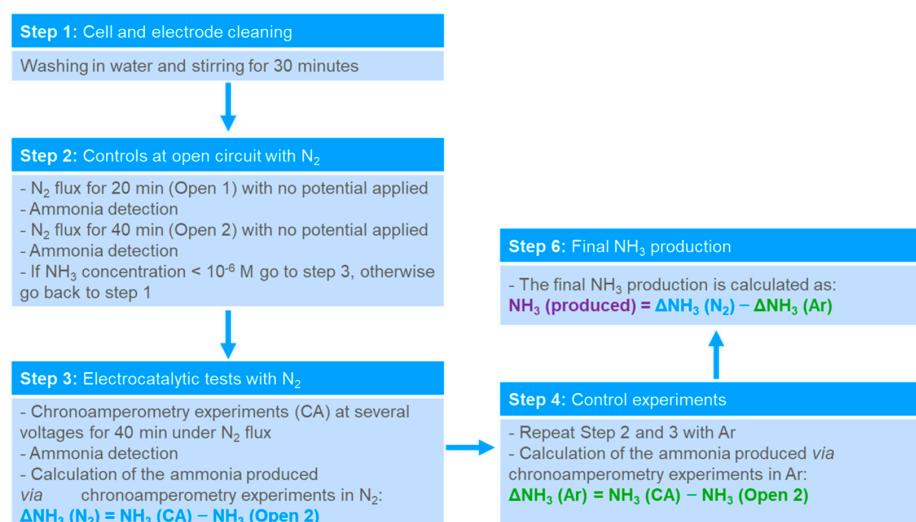 Step 1: Cell and electrode cleaning
Washing in water and stirring for 30 minutes
Step 2: Controls at open circuit with N₂
- N₂ flux for 20 min (Open 1) with no potential applied
- Ammonia detection
- N₂ flux for 40 min (Open 2) with no potential applied
- Ammonia detection
- If NH₃ concentration < 10⁻⁶ M go to step 3, otherwise
go back to step 1
Step 3: Electrocatalytic tests with N₂
- Chronoamperometry experiments (CA) at several
voltages for 40 min under N₂ flux
- Ammonia detection
- Calculation of the ammonia produced
via chronoamperometry experiments in N₂:
ΔNH₃ (N₂) = NH₃ (CA) – NH₃ (Open 2)
Step 4: Control experiments
- Repeat Step 2 and 3 with Ar
- Calculation of the ammonia produced via
chronoamperometry experiments in Ar:
ΔNH₃ (Ar) = NH₃ (CA) – NH₃ (Open 2)
Step 6: Final NH₃ production
- The final NH₃ production is calculated as:
NH₃ (produced) = ΔNH₃ (N₂) – ΔNH₃ (Ar)